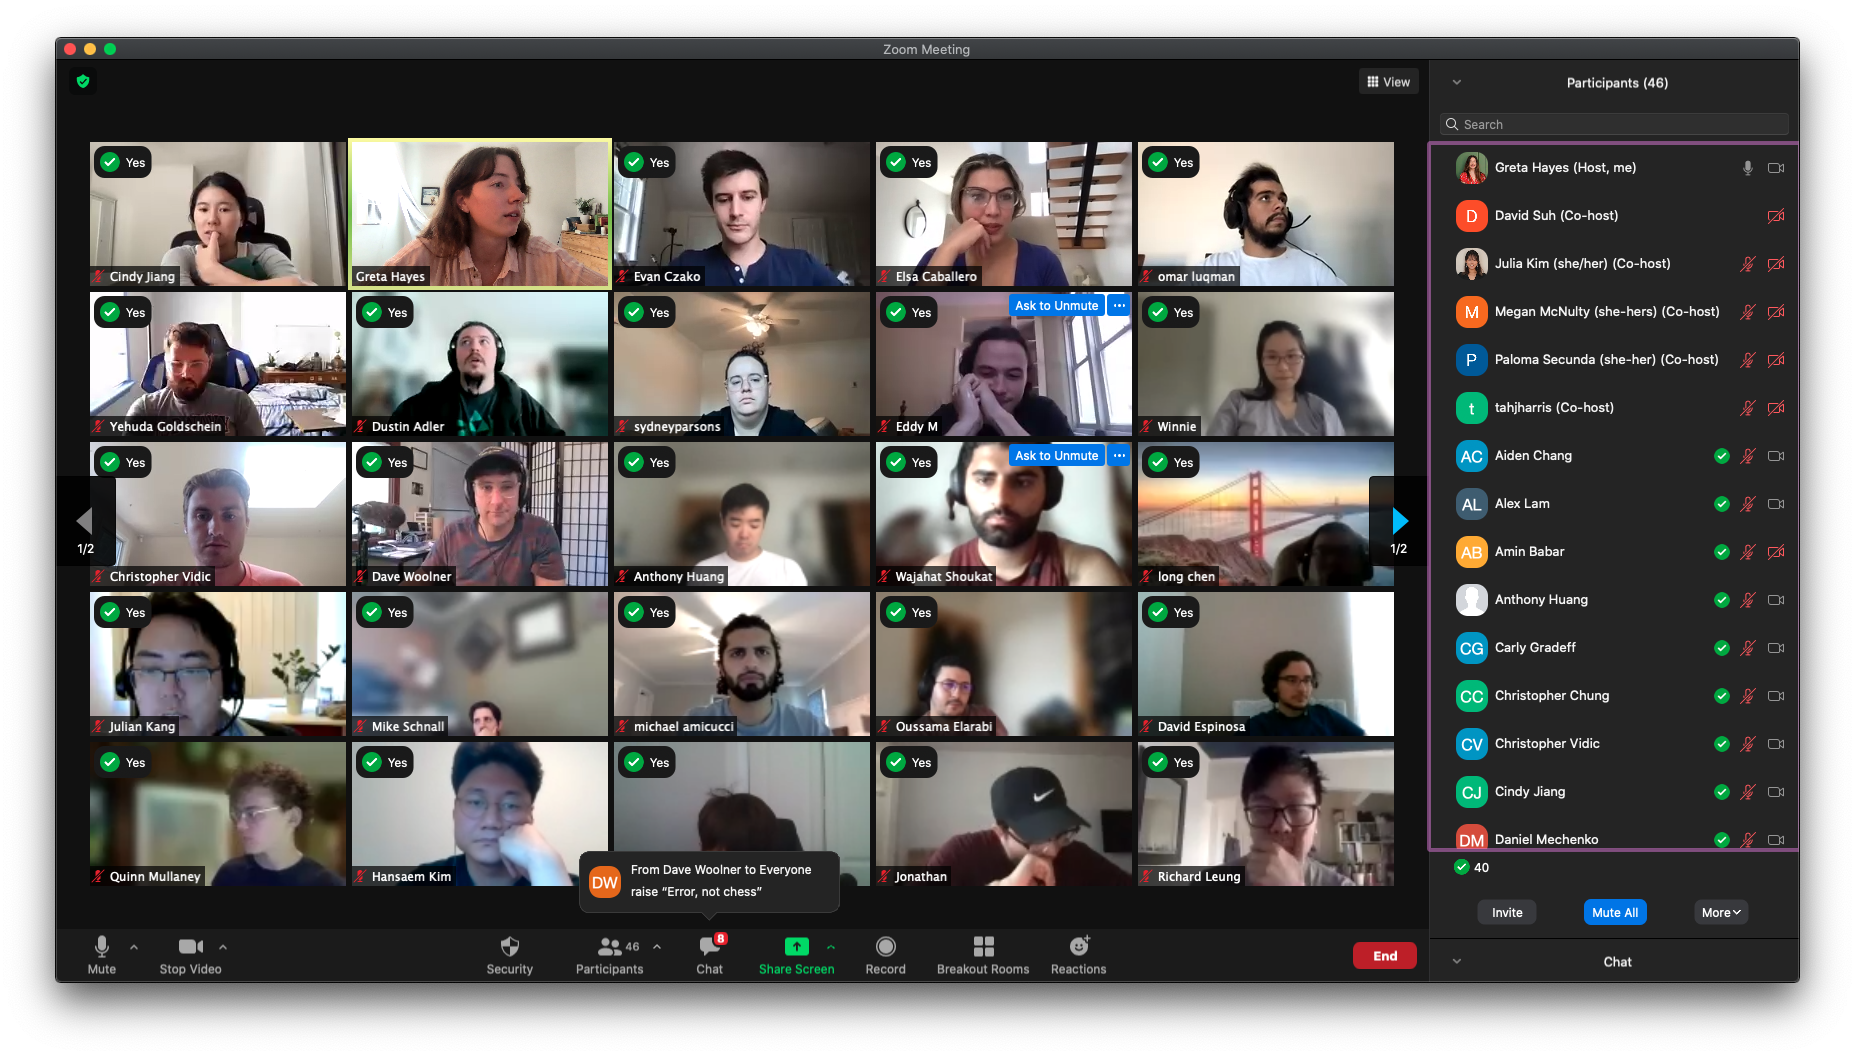 Zoom Meeting
View
Yes
Cindy Jiang
Greta Hayes
Yes
Evan Czako
Yes
Elsa Caballero
Yes
omar luqman
Yes
Yehuda Goldschein
Yes
Dustin Adler
Yes
sydneyparsons
Yes
Ask to Unmute
Eddy M
Yes
Winnie
Yes
Christopher Vidic
Yes
Dave Woolner
Yes
Anthony Huang
Yes
Ask to Unmute
Wajahat Shoukat
Yes
long chen
1/2
1/2
Yes
Julian Kang
Yes
Mike Schnall
Yes
michael amicucci
Yes
Oussama Elarabi
Yes
David Espinosa
Yes
Quinn Mullaney
Yes
Hansaem Kim
Yes
Yes
Jonathan
Yes
Richard Leung
DW
From Dave Woolner to Everyone
raise “Error, not chess”
Mute
Stop Video
Security
46
Participants
8
Chat
Share Screen
Record
Breakout Rooms
Reactions
End
Participants (46)
Search
Greta Hayes (Host, me)
D David Suh (Co-host)
Julia Kim (she/her) (Co-host)
M Megan McNulty (she-hers) (Co-host)
P Paloma Secunda (she-her) (Co-host)
t tahjharris (Co-host)
AC Aiden Chang
AL Alex Lam
AB Amin Babar
Anthony Huang
CG Carly Gradeff
CC Christopher Chung
CV Christopher Vidic
CJ Cindy Jiang
DM Daniel Mechenko
40
Invite
Mute All
More
Chat